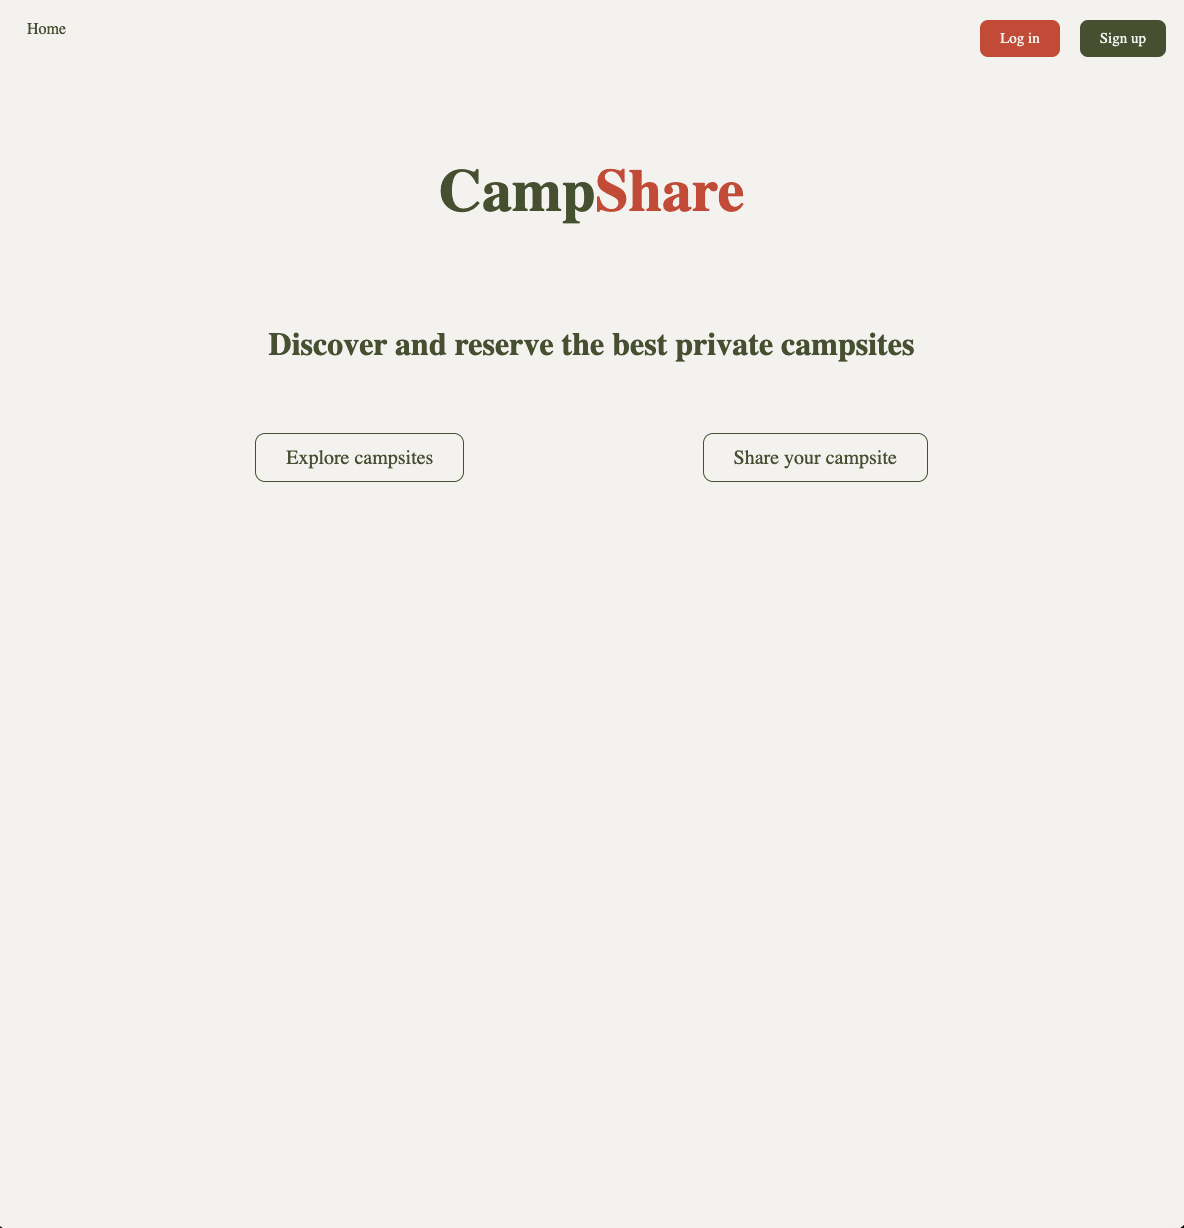 Home
Log in
Sign up
CampShare
Discover and reserve the best private campsites
Explore campsites
Share your campsite